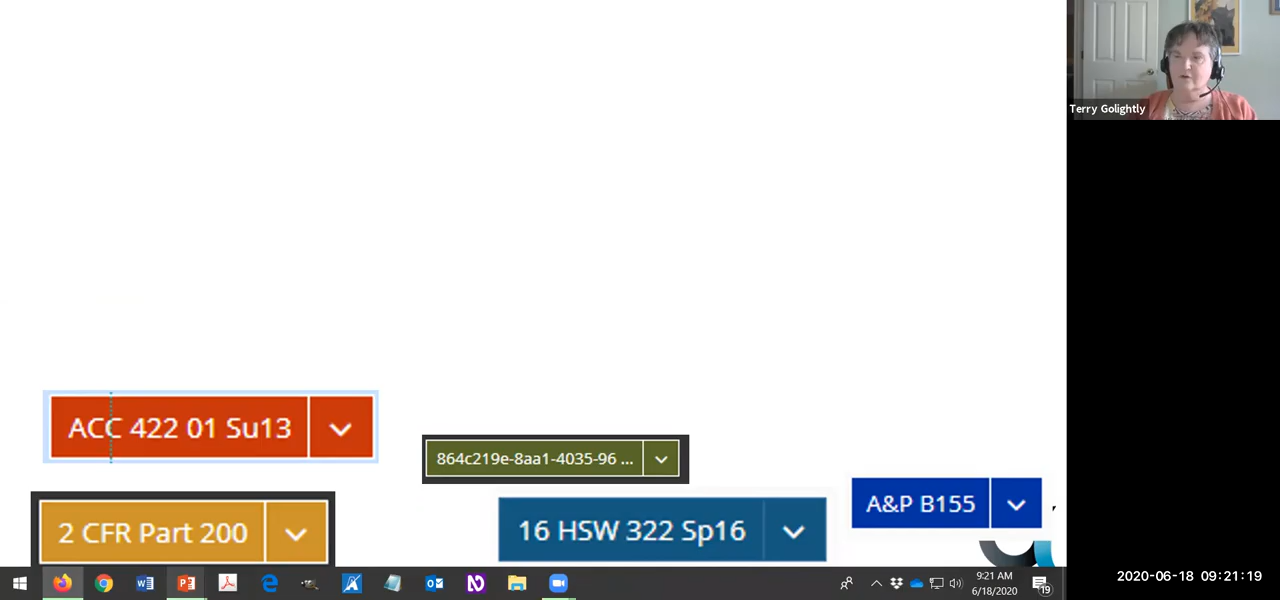 Terry Golightly
ACC 422 01 Su13
864c219e-8aa1-4035-96 ...
A&P B155
2 CFR Part 200
16 HSW 322 Sp16
9:21 AM
6/18/2020
19
2020-06-18 09:21:19